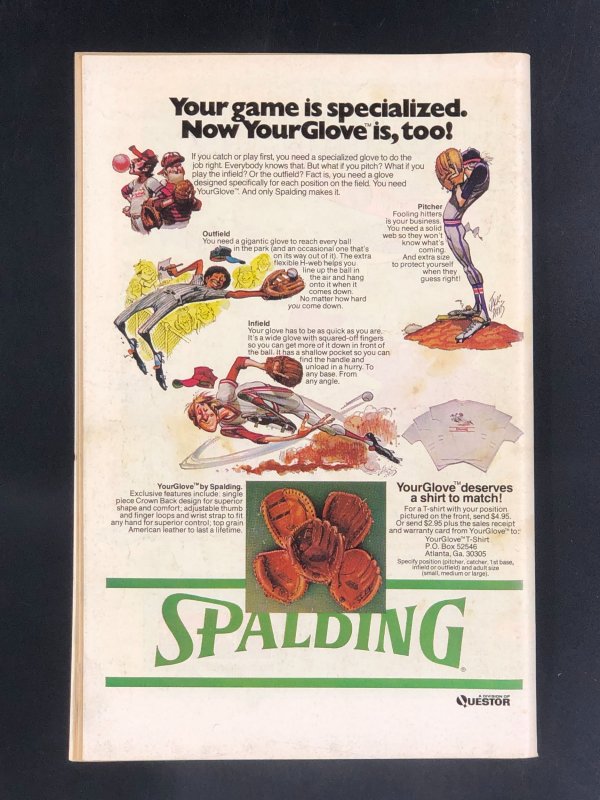 Your game is specialized.
Now YourGlove™ is, too!
If you catch or play first, you need a specialized glove to do the
job right. Everybody knows that. But what if you pitch? What if you
play the infield? Or the outfield? Fact is, you need a glove
designed specifically for each position on the field. You need
YourGlove™. And only Spalding makes it.
Pitcher
Fooling hitters
is your business.
You need a solid
web so they won't
know what's
coming.
And extra size
to protect yourself
when they
guess right!
Outfield
You need a gigantic glove to reach every ball
in the park (and an occasional one that's
on its way out of it). The extra
flexible H-web helps you
line up the ball in
the air and hang
onto it when it
comes down.
No matter how hard
you come down.
Infield
Your glove has to be as quick as you are.
It's a wide glove with squared-off fingers
so you can get more of it down in front of
the ball. It has a shallow pocket so you can
find the handle and
unload in a hurry. To
any base. From
any angle.
Jack
Davis
YourGlove™ by Spalding.
Exclusive features include: single
piece Crown Back design for superior
shape and comfort; adjustable thumb
and finger loops and wrist strap to fit
any hand for superior control; top grain
American leather to last a lifetime.
YourGlove™ deserves
a shirt to match!
For a T-shirt with your position
pictured on the front, send $4.95.
Or send $2.95 plus the sales receipt
and warranty card from YourGlove™ to:
YourGlove™ T-Shirt
P.O. Box 52546
Atlanta, Ga. 30305
Specify position (pitcher, catcher, 1st base,
infield or outfield) and adult size
(small, medium or large).
SPALDING®
A DIVISION OF
QUESTOR